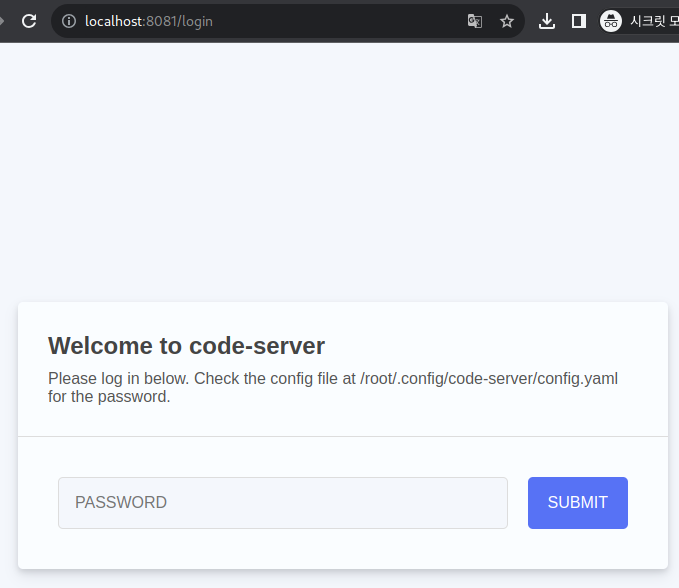 localhost:8081/login
시크릿 모
Welcome to code-server
Please log in below. Check the config file at /root/.config/code-server/config.yaml
for the password.
PASSWORD
SUBMIT